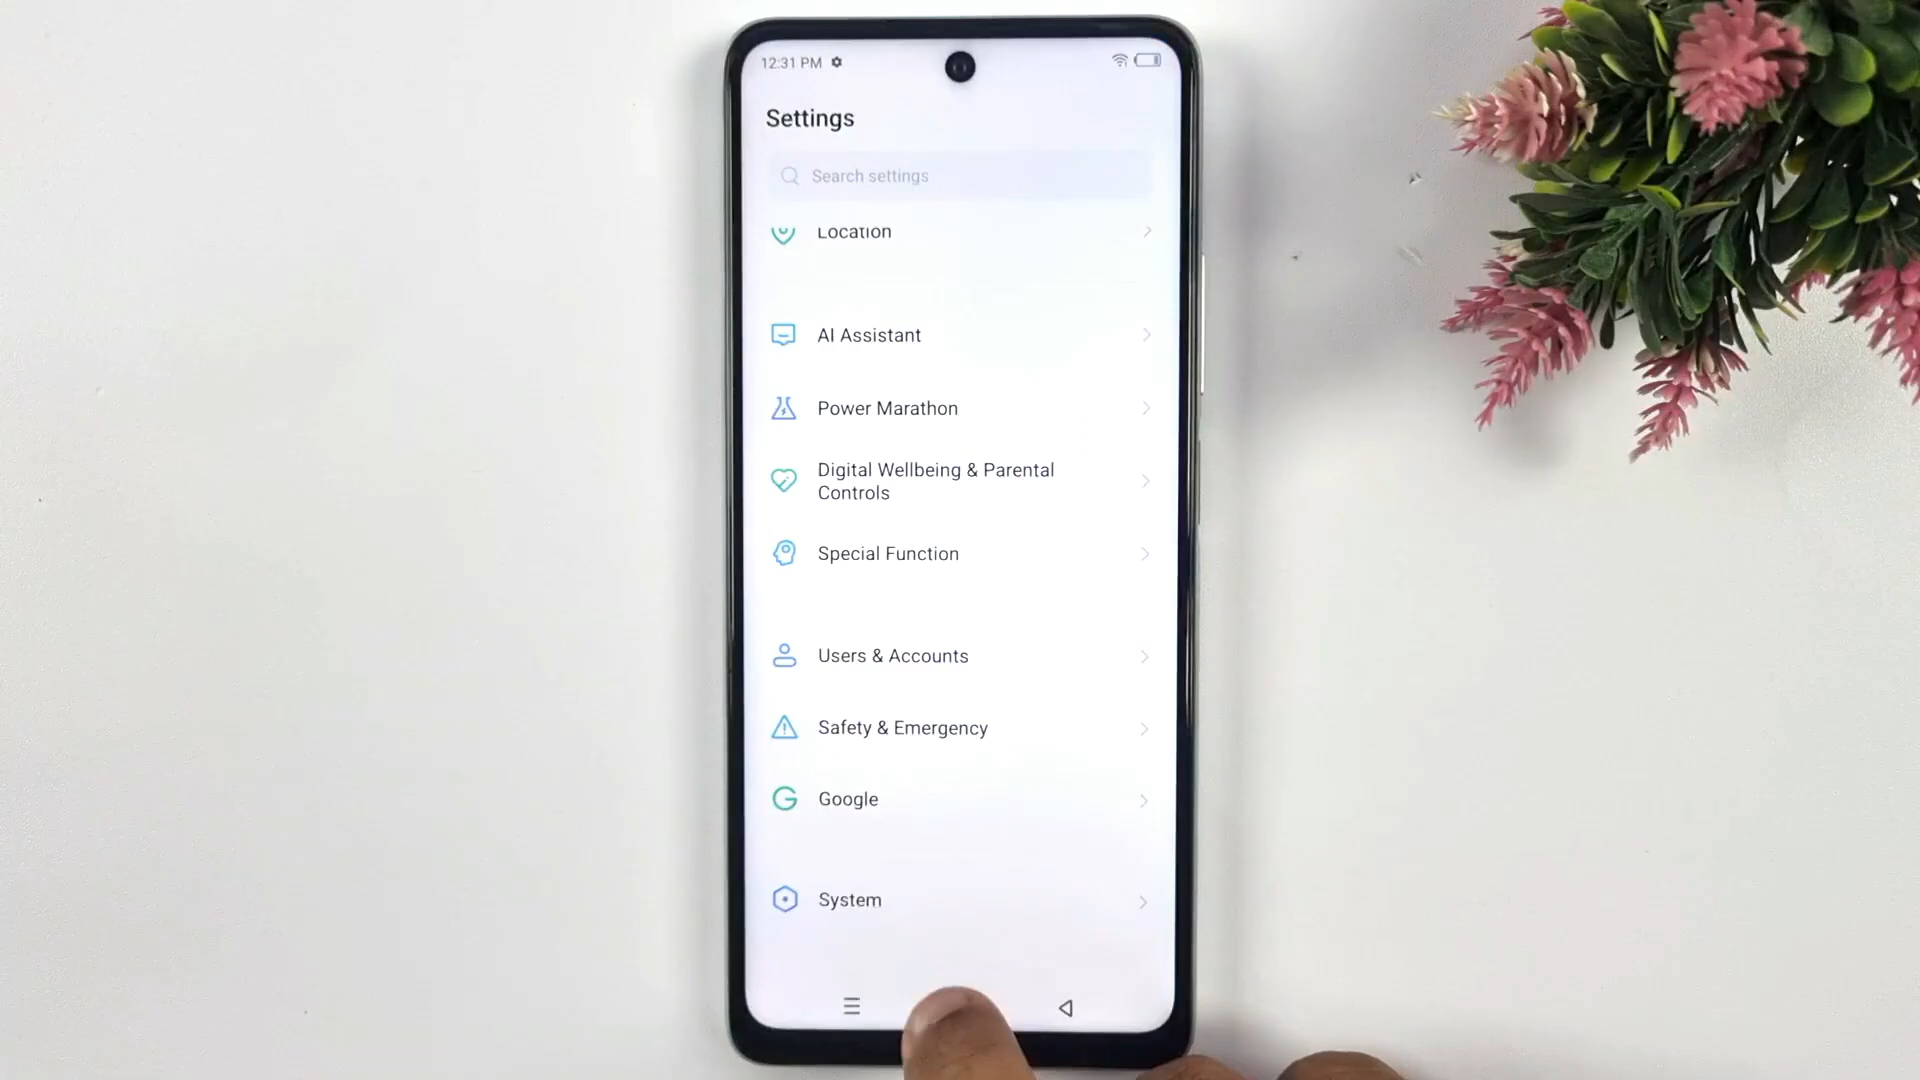 12:31 PM
Settings
Search settings
Location
AI Assistant
Power Marathon
Digital Wellbeing & Parental
Controls
Special Function
Users & Accounts
Safety & Emergency
Google
System